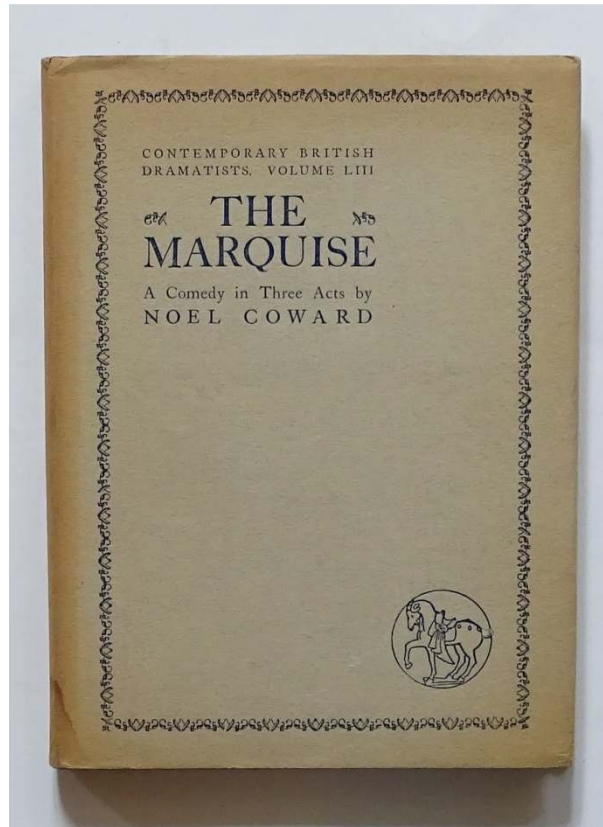 CONTEMPORARY BRITISH
DRAMATISTS. VOLUME LIII
THE
MARQUISE
A Comedy in Three Acts by
NOEL COWARD